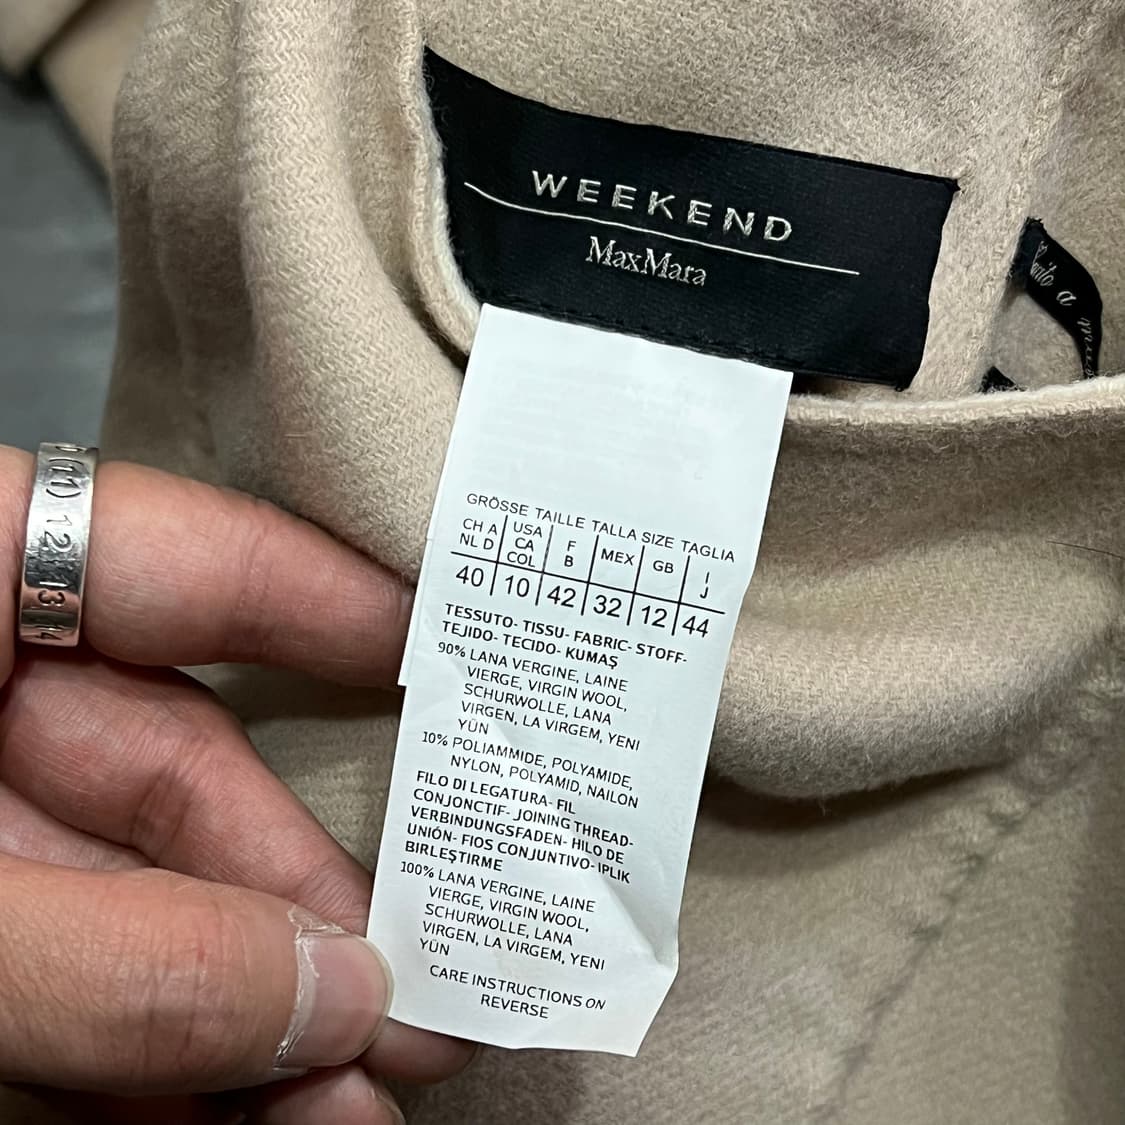 WEEKEND
MaxMara
GRÖSSE TAILLE TALLA SIZE TAGLIA
CH A NL D | USA CA COL | F B | MEX | GB | I J
40 | 10 | 42 | 32 | 12 | 44
TESSUTO- TISSU- FABRIC- STOFF-
TEJIDO- TECIDO- KUMAŞ
90% LANA VERGINE, LAINE
VIERGE, VIRGIN WOOL,
SCHURWOLLE, LANA
VIRGEN, LA VIRGEM, YENI
YÜN
10% POLIAMMIDE, POLYAMIDE,
NYLON, POLYAMID, NAILON
FILO DI LEGATURA- FIL
CONJONCTIF- JOINING THREAD-
VERBINDUNGSFADEN- HILO DE
UNIÓN- FIOS CONJUNTIVO- IPLIK
BIRLEŞTIRME
100% LANA VERGINE, LAINE
VIERGE, VIRGIN WOOL,
SCHURWOLLE, LANA
VIRGEN, LA VIRGEM, YENI
YÜN
CARE INSTRUCTIONS ON
REVERSE
(11) 12 13 14
a